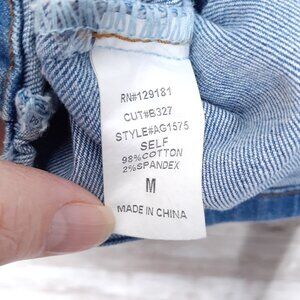 RN#129181
CUT#B327
STYLE#AG1575
SELF
98%COTTON
2%SPANDEX
M
MADE IN CHINA